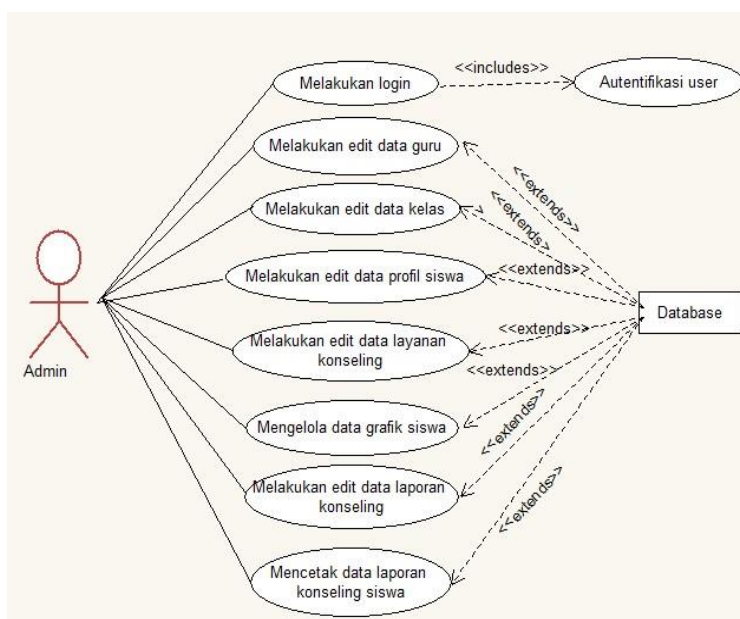 <<includes>>
Melakukan login
Autentifikasi user
Melakukan edit data guru
<<extends>>
Melakukan edit data kelas
<<extends>
Melakukan edit data profil siswa
<<extends>>
Database
Melakukan edit data layanan
konseling
<<extends>>
Admin
<<extends>>
Mengelola data grafik siswa
<<extends>>
Melakukan edit data laporan
konseling
<<extends>>
Mencetak data laporan
konseling siswa